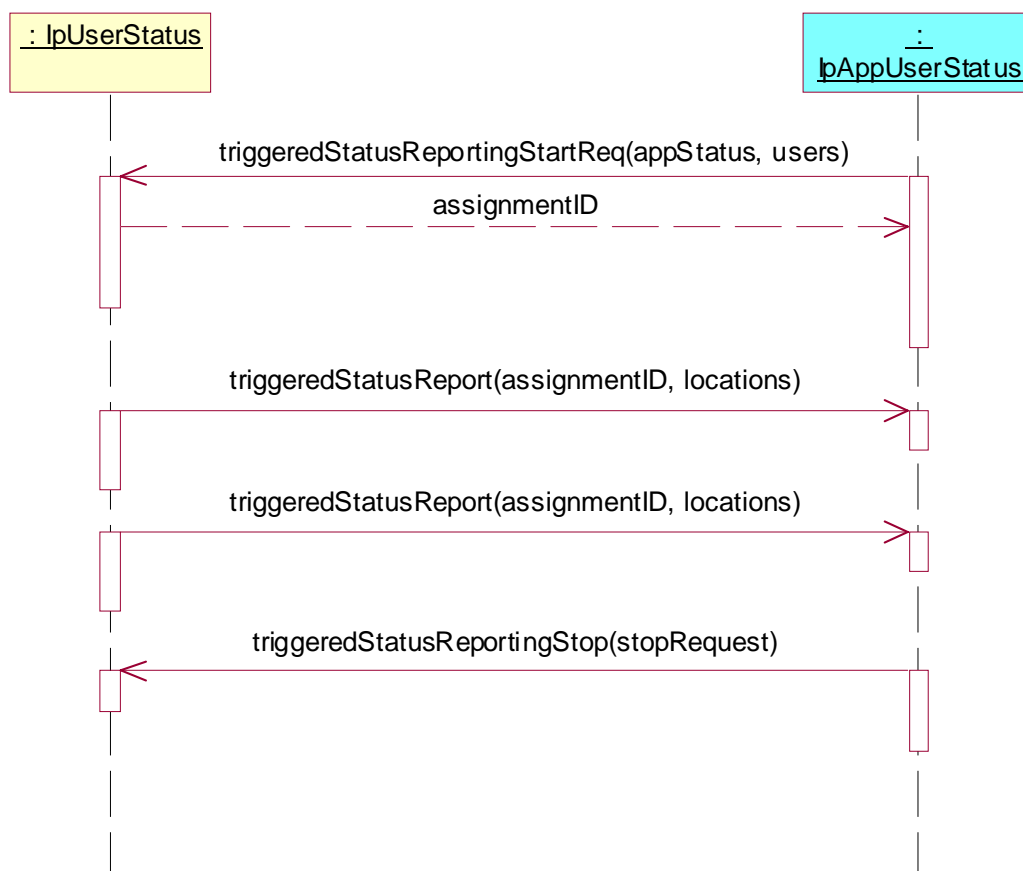 : IpUserStatus
:
IpAppUserStatus
triggeredStatusReportingStartReq(appStatus, users)
assignmentID
triggeredStatusReport(assignmentID, locations)
triggeredStatusReport(assignmentID, locations)
triggeredStatusReportingStop(stopRequest)